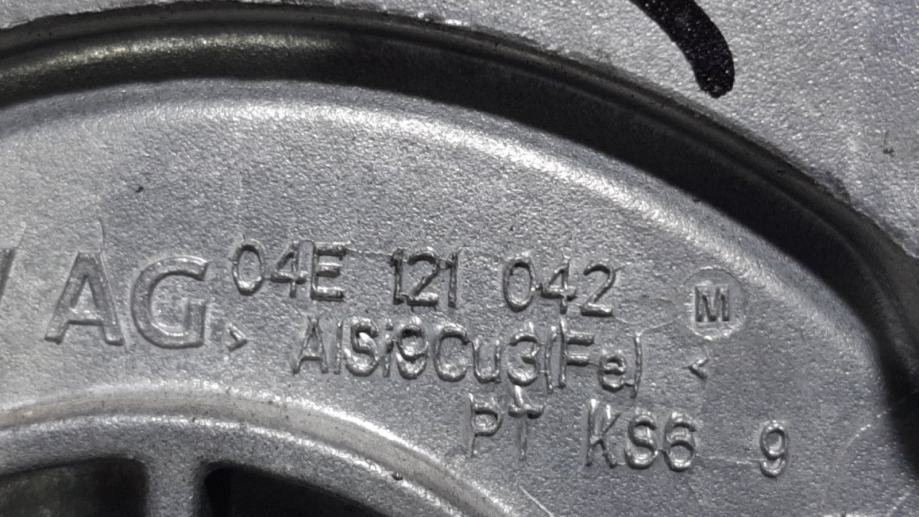 AG 04E 121 042 M
> AlSi9Cu3(Fe) <
PT KS6 9